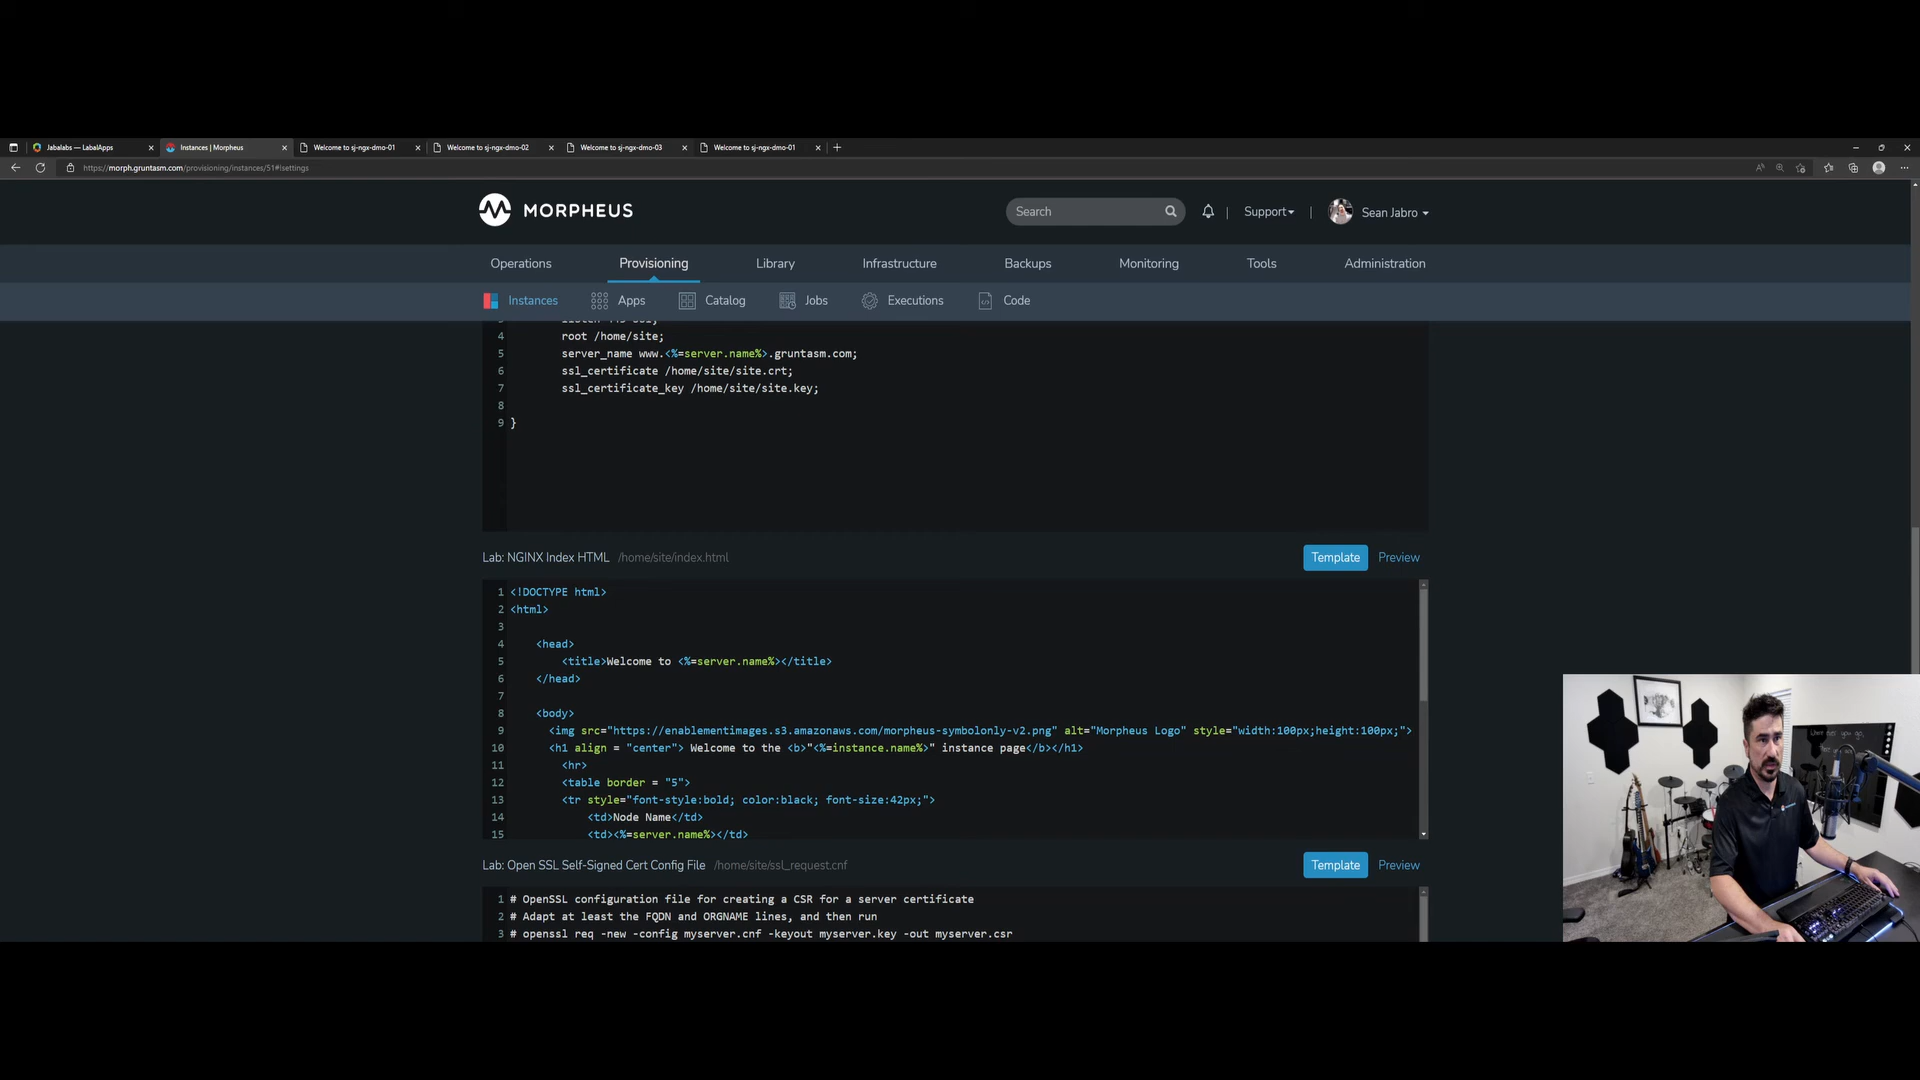 Jabalabs — LabalApps
Instances | Morpheus
Welcome to sj-ngx-dmo-01
Welcome to sj-ngx-dmo-02
Welcome to sj-ngx-dmo-03
Welcome to sj-ngx-dmo-01
https://morph.gruntasm.com/provisioning/instances/51#!settings
MORPHEUS
Search
Support
Sean Jabro
Operations
Provisioning
Library
Infrastructure
Backups
Monitoring
Tools
Administration
Instances
Apps
Catalog
Jobs
Executions
Code
4 root /home/site;
5 server_name www.<%=server.name%>.gruntasm.com;
6 ssl_certificate /home/site/site.crt;
7 ssl_certificate_key /home/site/site.key;
8
9 }
Lab: NGINX Index HTML /home/site/index.html
Template Preview
1 <!DOCTYPE html>
2 <html>
3
4 <head>
5 <title>Welcome to <%=server.name%></title>
6 </head>
7
8 <body>
9 <img src="https://enablementimages.s3.amazonaws.com/morpheus-symbolonly-v2.png" alt="Morpheus Logo" style="width:100px;height:100px;">
10 <h1 align = "center"> Welcome to the <b>"<%=instance.name%>" instance page</b></h1>
11 <hr>
12 <table border = "5">
13 <tr style="font-style:bold; color:black; font-size:42px;">
14 <td>Node Name</td>
15 <td><%=server.name%></td>
Lab: Open SSL Self-Signed Cert Config File /home/site/ssl_request.cnf
Template Preview
1 # OpenSSL configuration file for creating a CSR for a server certificate
2 # Adapt at least the FQDN and ORGNAME lines, and then run
3 # openssl req -new -config myserver.cnf -keyout myserver.key -out myserver.csr